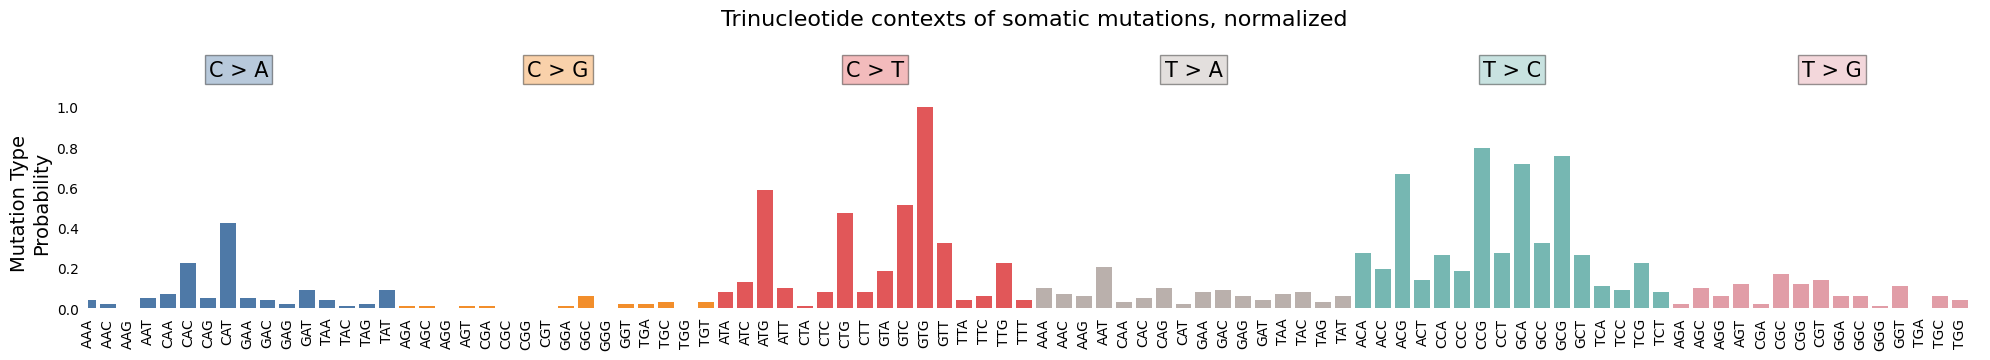 Trinucleotide contexts of somatic mutations, normalized
C > A C > G C > T T > A T > C T > G
Mutation Type
Probability
1.0
0.8
0.6
0.4
0.2
0.0
AAA AAC AAG AAT CAA CAC CAG CAT GAA GAC GAG GAT TAA TAC TAG TAT AGA AGC AGG AGT CGA CGC CGG CGT GGA GGC GGG GGT TGA TGC TGG TGT ATA ATC ATG ATT CTA CTC CTG CTT GTA GTC GTG GTT TTA TTC TTG TTT AAA AAC AAG AAT CAA CAC CAG CAT GAA GAC GAG GAT TAA TAC TAG TAT ACA ACC ACG ACT CCA CCC CCG CCT GCA GCC GCG GCT TCA TCC TCG TCT AGA AGC AGG AGT CGA CGC CGG CGT GGA GGC GGG GGT TGA TGC TGG